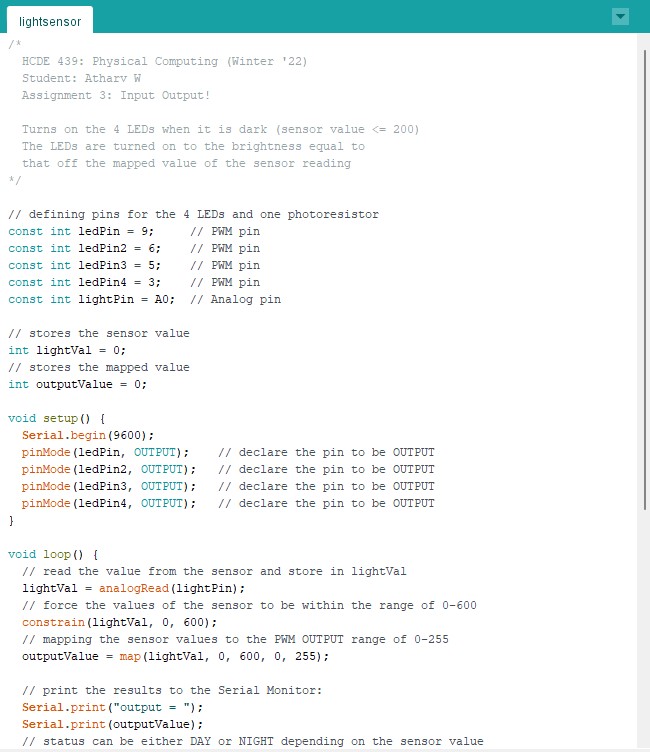 lightsensor
/*
  HCDE 439: Physical Computing (Winter '22)
  Student: Atharv W
  Assignment 3: Input Output!

  Turns on the 4 LEDs when it is dark (sensor value <= 200)
  The LEDs are turned on to the brightness equal to
  that off the mapped value of the sensor reading
*/

// defining pins for the 4 LEDs and one photoresistor
const int ledPin = 9;     // PWM pin
const int ledPin2 = 6;    // PWM pin
const int ledPin3 = 5;    // PWM pin
const int ledPin4 = 3;    // PWM pin
const int lightPin = A0;  // Analog pin

// stores the sensor value
int lightVal = 0;
// stores the mapped value
int outputValue = 0;

void setup() {
  Serial.begin(9600);
  pinMode(ledPin, OUTPUT);    // declare the pin to be OUTPUT
  pinMode(ledPin2, OUTPUT);   // declare the pin to be OUTPUT
  pinMode(ledPin3, OUTPUT);   // declare the pin to be OUTPUT
  pinMode(ledPin4, OUTPUT);   // declare the pin to be OUTPUT
}

void loop() {
  // read the value from the sensor and store in lightVal
  lightVal = analogRead(lightPin);
  // force the values of the sensor to be within the range of 0-600
  constrain(lightVal, 0, 600);
  // mapping the sensor values to the PWM OUTPUT range of 0-255
  outputValue = map(lightVal, 0, 600, 0, 255);

  // print the results to the Serial Monitor:
  Serial.print("output = ");
  Serial.print(outputValue);
  // status can be either DAY or NIGHT depending on the sensor value